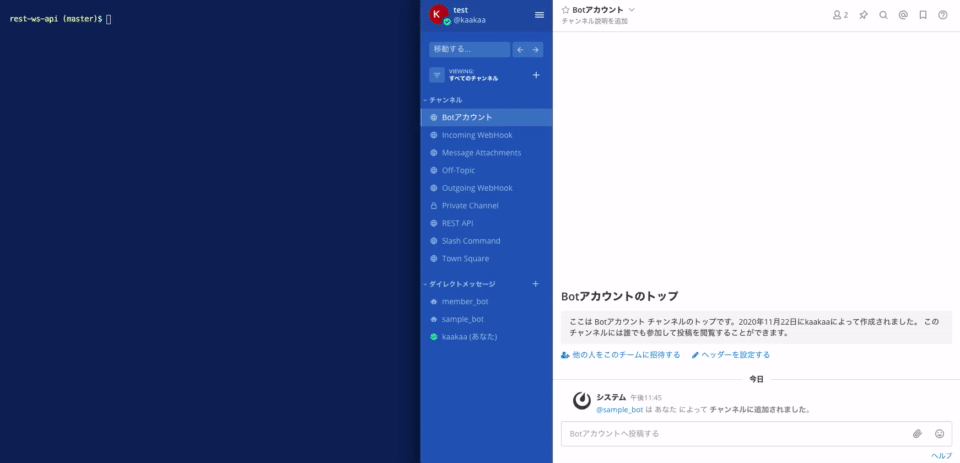 rest-ws-api (master)$
K
test
@kaakaa
移動する...
VIEWING:
すべてのチャンネル
チャンネル
Botアカウント
Incoming WebHook
Message Attachments
Off-Topic
Outgoing WebHook
Private Channel
REST API
Slash Command
Town Square
ダイレクトメッセージ
member_bot
sample_bot
kaakaa (あなた)
Botアカウント
チャンネル説明を追加
2
Botアカウントのトップ
ここは Botアカウント チャンネルのトップです。2020年11月22日にkaakaaによって作成されました。 この
チャンネルには誰でも参加して投稿を閲覧することができます。
他の人をこのチームに招待する ヘッダーを設定する
今日
システム 午後11:45
@sample_bot は あなた によって チャンネルに追加されました。
Botアカウントへ投稿する
ヘルプ